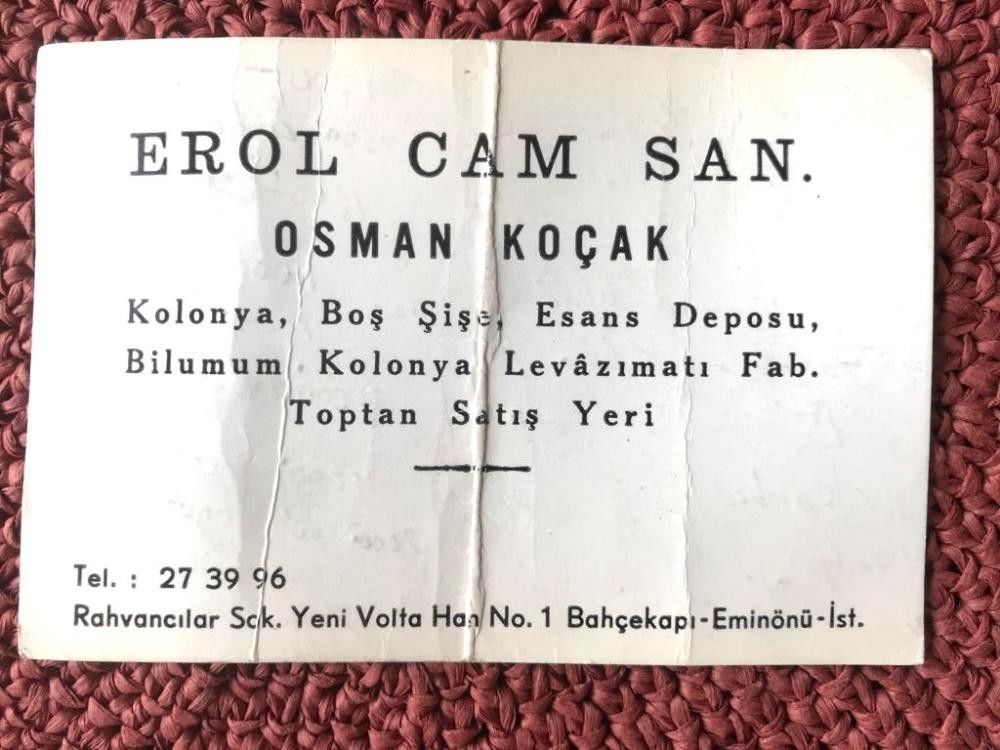 EROL CAM SAN.
OSMAN KOÇAK
Kolonya, Boş Şişe, Esans Deposu,
Bilumum Kolonya Levâzımatı Fab.
Toptan Satış Yeri
Tel. : 27 39 96
Rahvancılar Sok. Yeni Volta Han No. 1 Bahçekapı-Eminönü-İst.